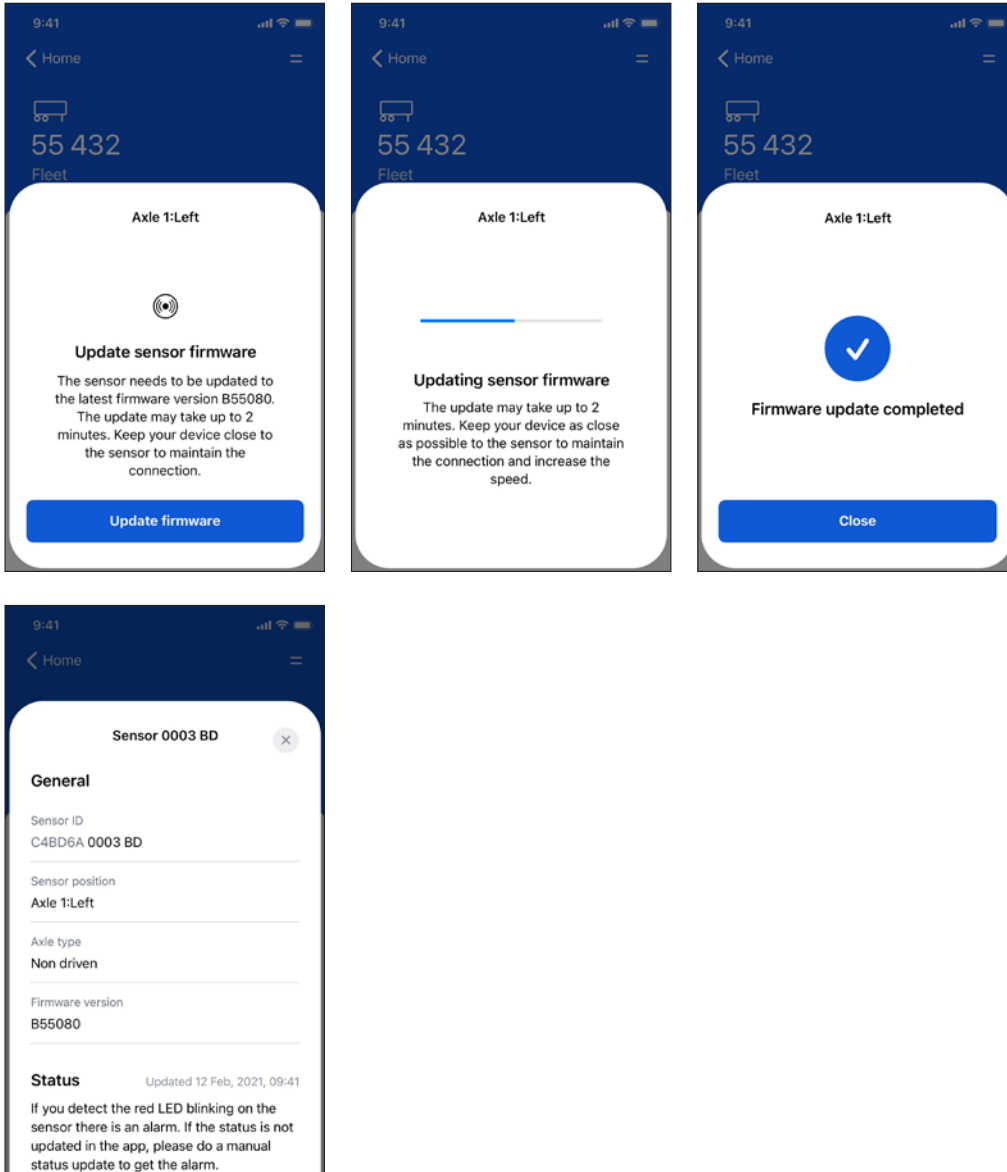 9:41
Home
55 432
Fleet
Axle 1:Left
Update sensor firmware
The sensor needs to be updated to
the latest firmware version B55080.
The update may take up to 2
minutes. Keep your device close to
the sensor to maintain the
connection.
Update firmware
9:41
Home
55 432
Fleet
Axle 1:Left
Updating sensor firmware
The update may take up to 2
minutes. Keep your device as close
as possible to the sensor to maintain
the connection and increase the
speed.
9:41
Home
55 432
Fleet
Axle 1:Left
Firmware update completed
Close
9:41
Home
Sensor 0003 BD
General
Sensor ID
C4BD6A 0003 BD
Sensor position
Axle 1:Left
Axle type
Non driven
Firmware version
B55080
Status Updated 12 Feb, 2021, 09:41
If you detect the red LED blinking on the
sensor there is an alarm. If the status is not
updated in the app, please do a manual
status update to get the alarm.